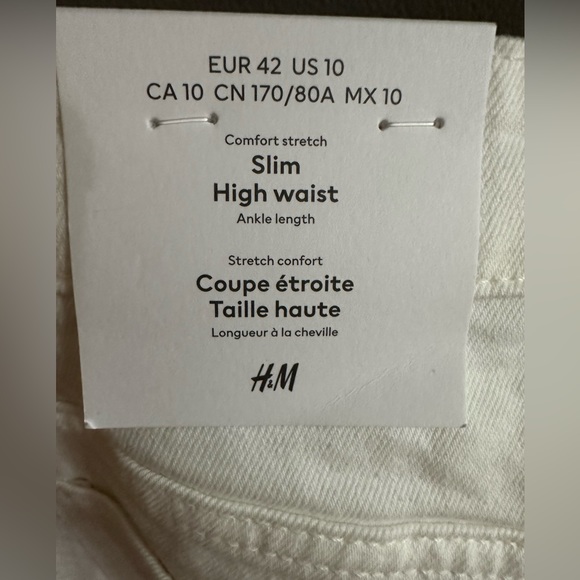 EUR 42 US 10
CA 10 CN 170/80A MX 10
Comfort stretch
Slim
High waist
Ankle length
Stretch confort
Coupe étroite
Taille haute
Longueur à la cheville
H&M